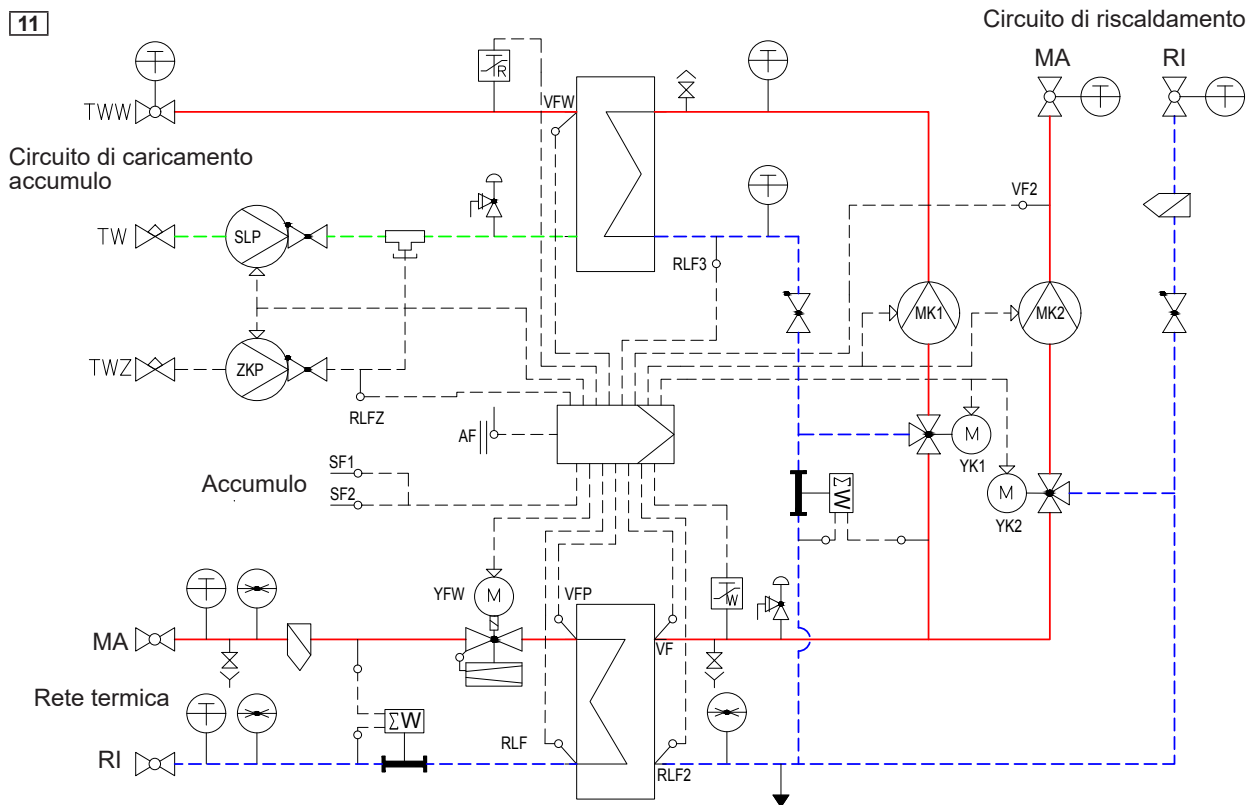 11
Circuito di riscaldamento
MA
RI
T
T
T
R
T
T
TWW
VFW
Circuito di caricamento
accumulo
T
VF2
TW
SLP
RLF3
MK1
MK2
TWZ
ZKP
RLFZ
AF
M
YK1
SF1
Accumulo
SF2
M
YK2
ΣW
T
YFW
M
VFP
W
MA
VF
Rete termica
T
ΣW
RI
RLF
RLF2